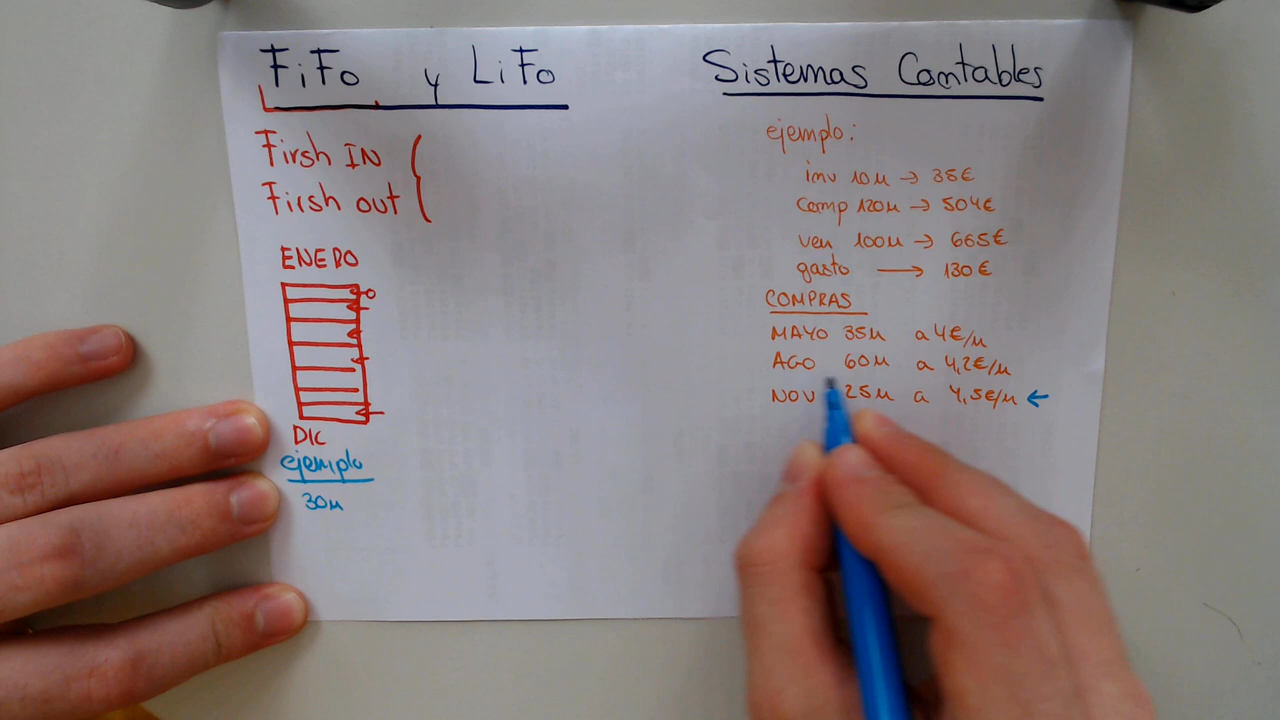 FiFo y LiFo
Firsh IN
Firsh out
ENERO
DIC
ejemplo
30u
Sistemas Contables
ejemplo:
inv 10u → 35€
Comp 120u → 504€
ven 100u → 665€
gasto → 130€
COMPRAS
MAYO 35u a 4€/u
AGO 60u a 4,2€/u
NOV 25u a 4,5€/u ←